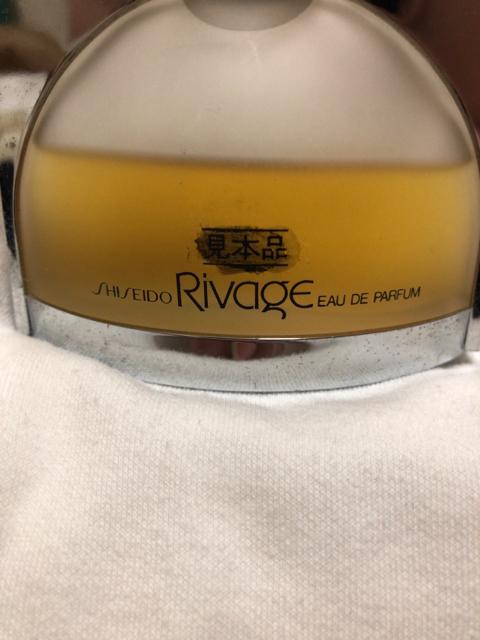 見本品
SHISEIDO Rivage EAU DE PARFUM